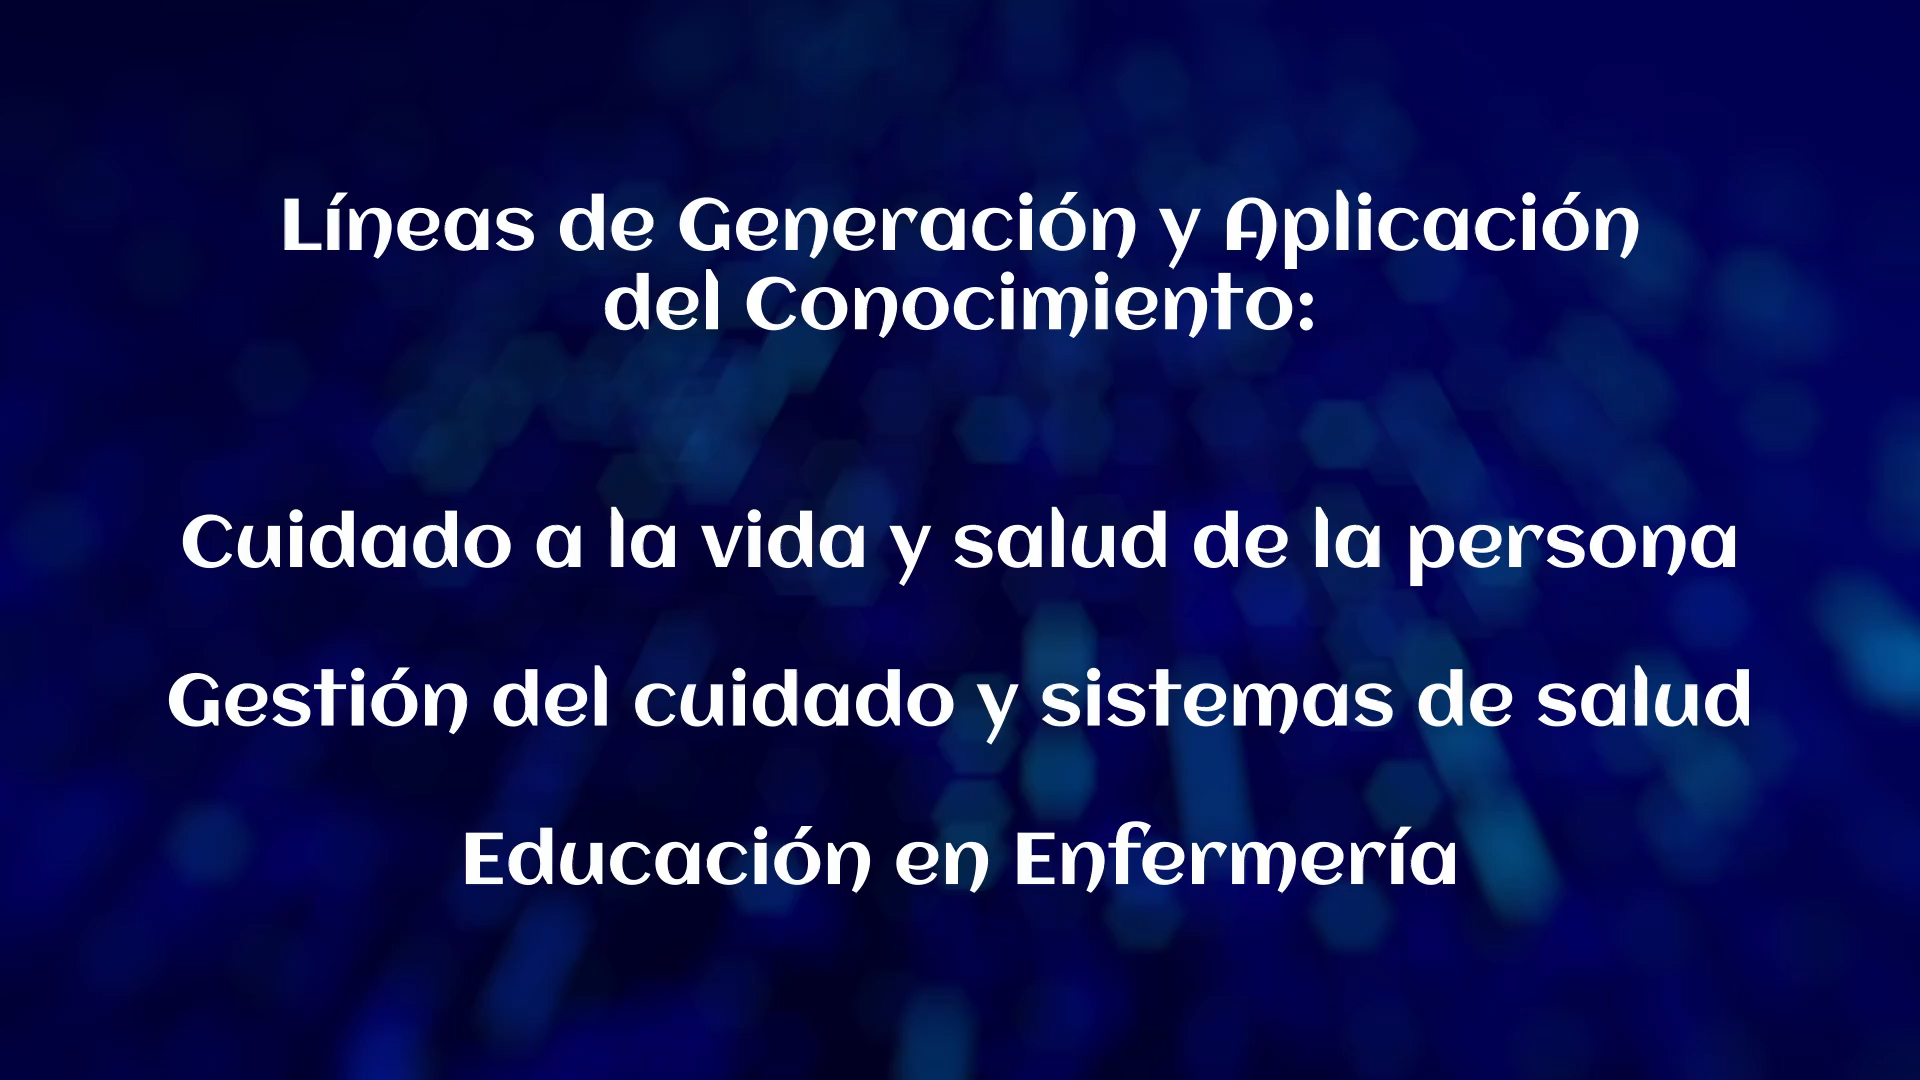 Líneas de Generación y Aplicación
del Conocimiento:
Cuidado a la vida y salud de la persona
Gestión del cuidado y sistemas de salud
Educación en Enfermería